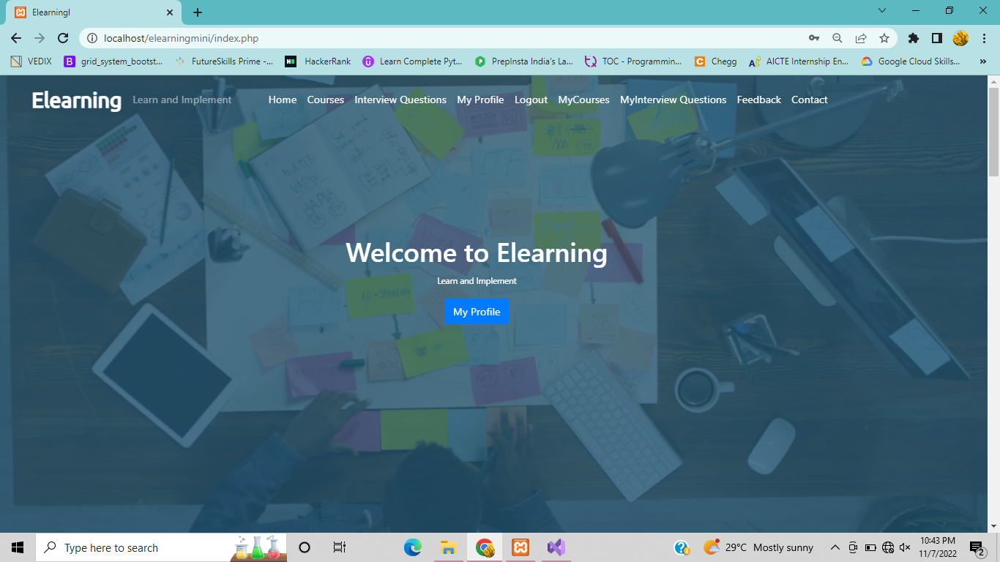 ElearningI
localhost/elearningmini/index.php
VEDIX grid_system_bootst... FutureSkills Prime -... HackerRank Learn Complete Pyt... PrepInsta India's La... TOC - Programmin... Chegg AICTE Internship En... Google Cloud Skills...
Elearning Learn and Implement Home Courses Interview Questions My Profile Logout MyCourses MyInterview Questions Feedback Contact
Welcome to Elearning
Learn and Implement
My Profile
Type here to search 29°C Mostly sunny
10:43 PM
11/7/2022
2